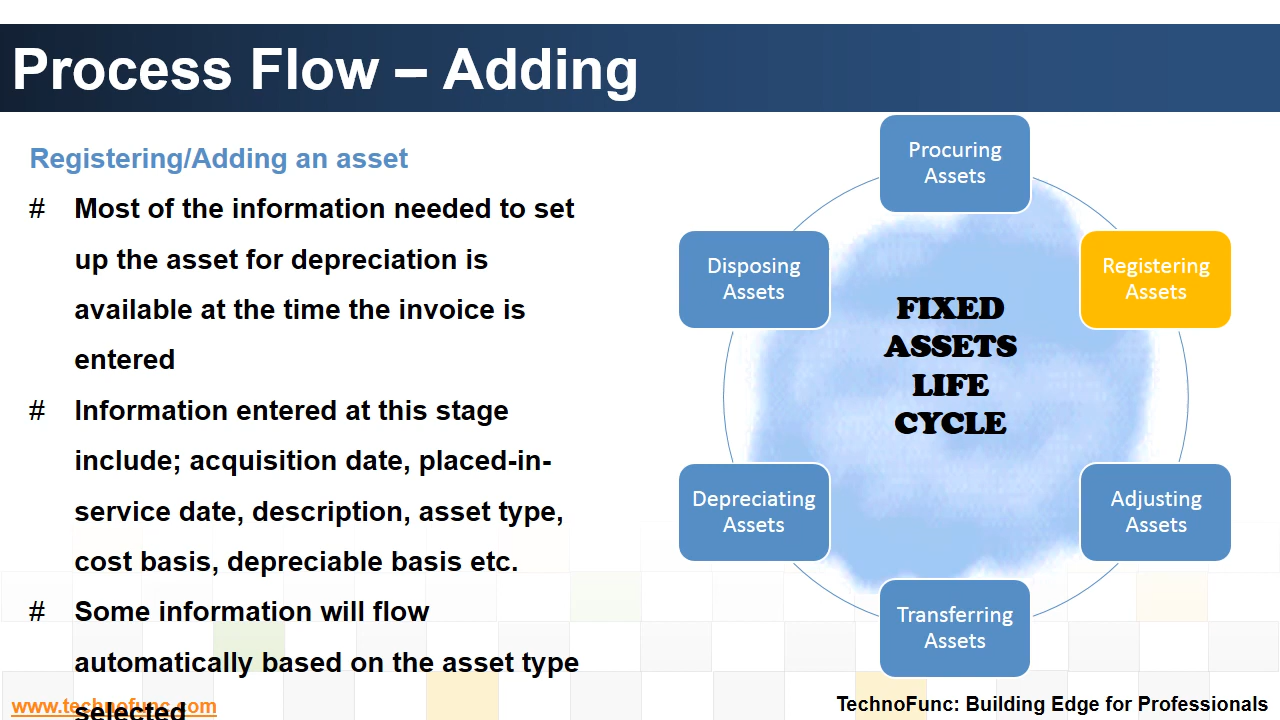 Process Flow – Adding
Registering/Adding an asset
# Most of the information needed to set
up the asset for depreciation is
available at the time the invoice is
entered
# Information entered at this stage
include; acquisition date, placed-in-
service date, description, asset type,
cost basis, depreciable basis etc.
# Some information will flow
automatically based on the asset type
selected
Procuring
Assets
Registering
Assets
Adjusting
Assets
Transferring
Assets
Depreciating
Assets
Disposing
Assets
FIXED
ASSETS
LIFE
CYCLE
www.technofunc.com
TechnoFunc: Building Edge for Professionals